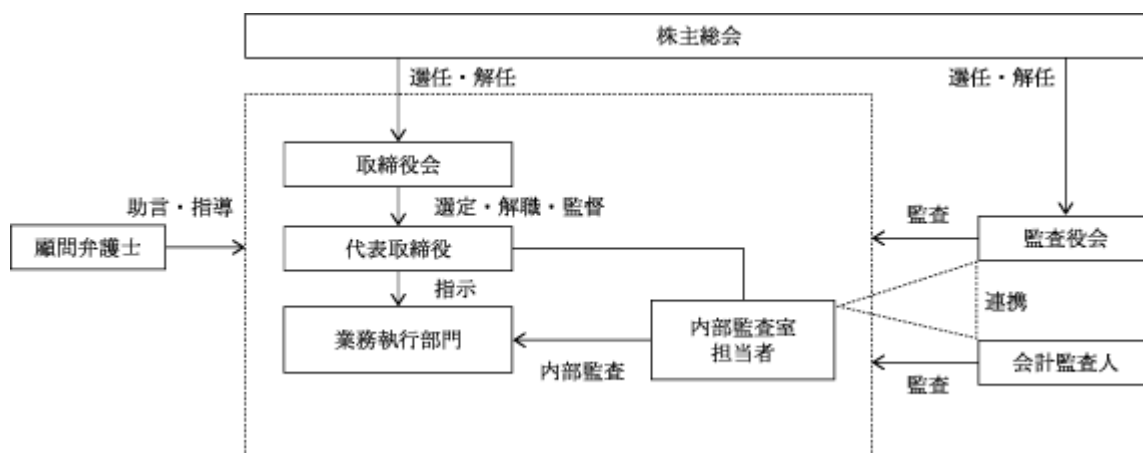 株主総会
選任・解任
選任・解任
取締役会
助言・指導
選定・解職・監督
監査
顧問弁護士
代表取締役
監査役会
指示
連携
業務執行部門
内部監査室
担当者
内部監査
会計監査人
監査